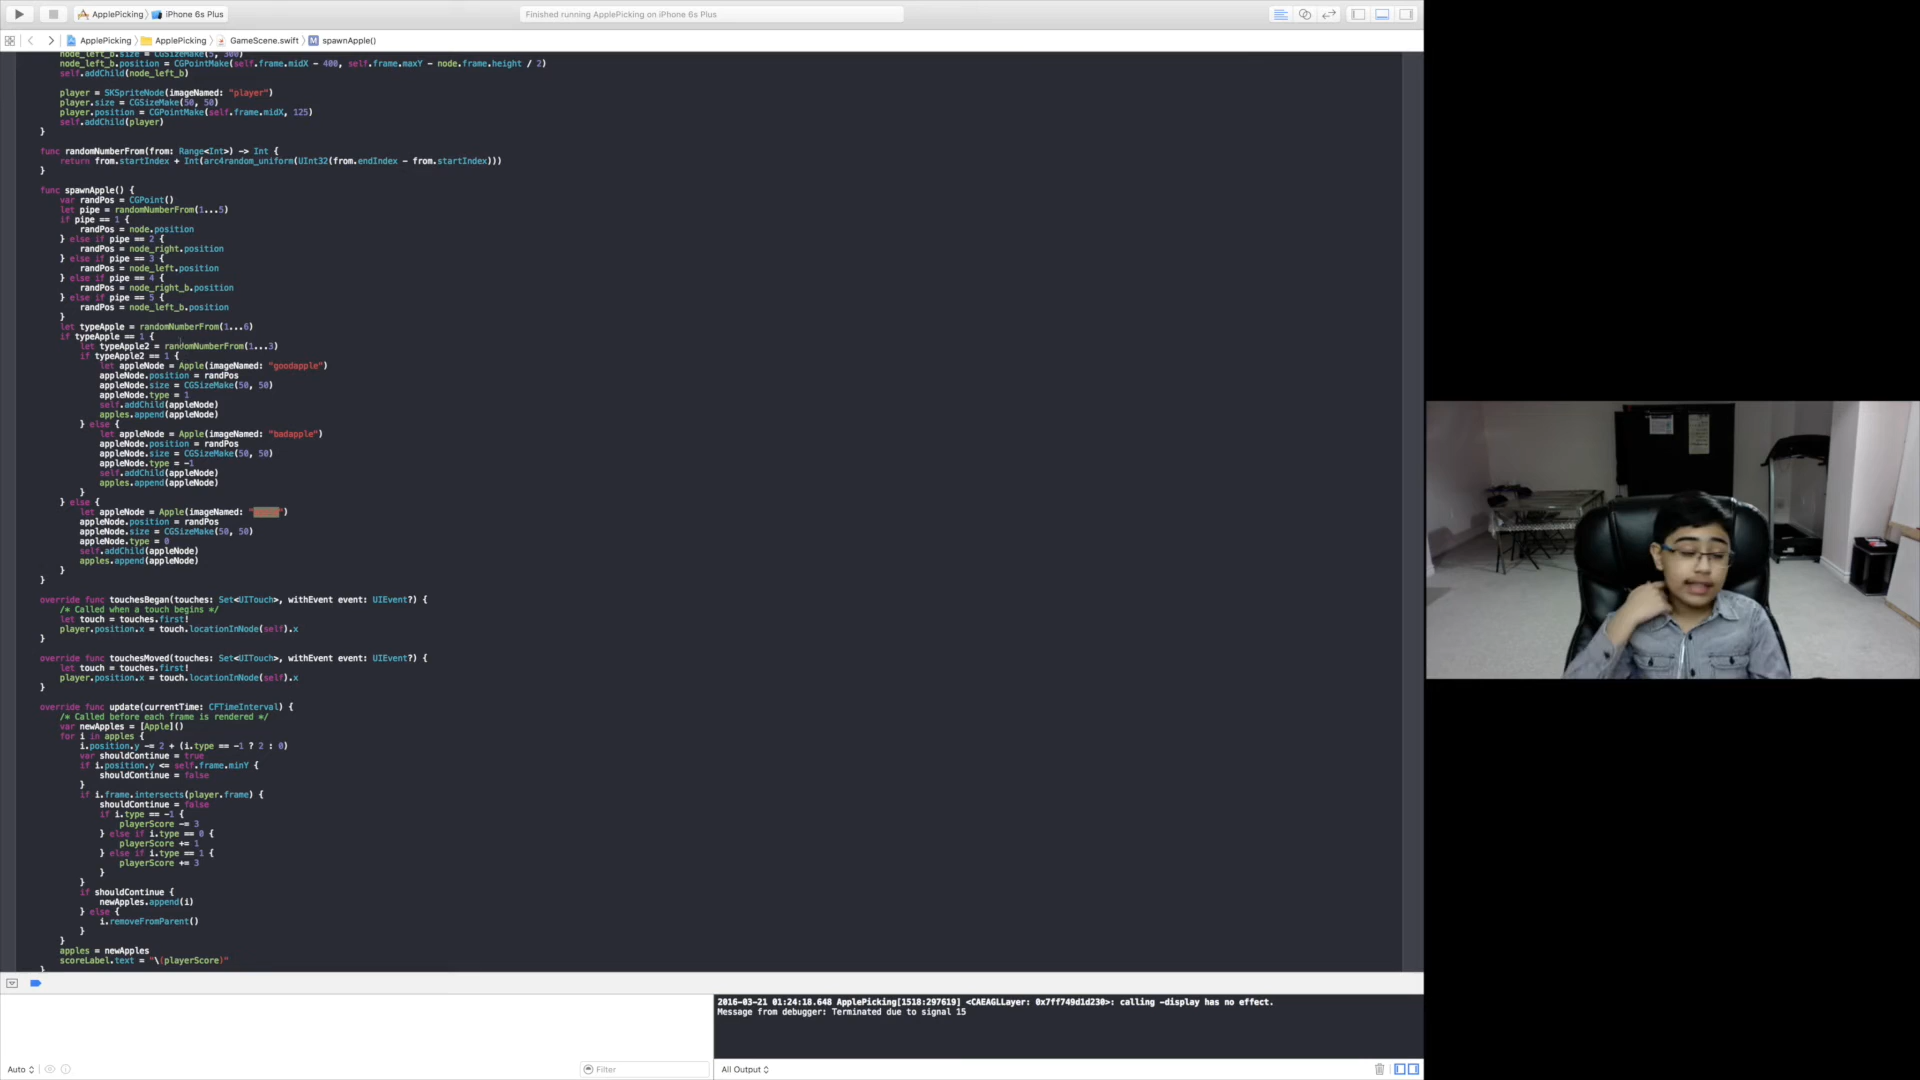 ApplePicking iPhone 6s Plus
Finished running ApplePicking on iPhone 6s Plus
ApplePicking ApplePicking GameScene.swift M spawnApple()
node_left_b.size = CGSizeMake(5, 300)
node_left_b.position = CGPointMake(self.frame.midX - 400, self.frame.maxY - node.frame.height / 2)
self.addChild(node_left_b)
player = SKSpriteNode(imageNamed: "player")
player.size = CGSizeMake(50, 50)
player.position = CGPointMake(self.frame.midX, 125)
self.addChild(player)
}
func randomNumberFrom(from: Range<Int>) -> Int {
return from.startIndex + Int(arc4random_uniform(UInt32(from.endIndex - from.startIndex)))
}
func spawnApple() {
var randPos = CGPoint()
let pipe = randomNumberFrom(1...5)
if pipe == 1 {
randPos = node.position
} else if pipe == 2 {
randPos = node_right.position
} else if pipe == 3 {
randPos = node_left.position
} else if pipe == 4 {
randPos = node_right_b.position
} else if pipe == 5 {
randPos = node_left_b.position
}
let typeApple = randomNumberFrom(1...6)
if typeApple == 1 {
let typeApple2 = randomNumberFrom(1...3)
if typeApple2 == 1 {
let appleNode = Apple(imageNamed: "goodapple")
appleNode.position = randPos
appleNode.size = CGSizeMake(50, 50)
appleNode.type = 1
self.addChild(appleNode)
apples.append(appleNode)
} else {
let appleNode = Apple(imageNamed: "badapple")
appleNode.position = randPos
appleNode.size = CGSizeMake(50, 50)
appleNode.type = -1
self.addChild(appleNode)
apples.append(appleNode)
}
} else {
let appleNode = Apple(imageNamed: " ")
appleNode.position = randPos
appleNode.size = CGSizeMake(50, 50)
appleNode.type = 0
self.addChild(appleNode)
apples.append(appleNode)
}
}
override func touchesBegan(touches: Set<UITouch>, withEvent event: UIEvent?) {
/* Called when a touch begins */
let touch = touches.first!
player.position.x = touch.locationInNode(self).x
}
override func touchesMoved(touches: Set<UITouch>, withEvent event: UIEvent?) {
let touch = touches.first!
player.position.x = touch.locationInNode(self).x
}
override func update(currentTime: CFTimeInterval) {
/* Called before each frame is rendered */
var newApples = [Apple]()
for i in apples {
i.position.y -= 2 + (i.type == -1 ? 2 : 0)
var shouldContinue = true
if i.position.y <= self.frame.minY {
shouldContinue = false
}
if i.frame.intersects(player.frame) {
shouldContinue = false
if i.type == -1 {
playerScore -= 3
} else if i.type == 0 {
playerScore += 1
} else if i.type == 1 {
playerScore += 3
}
}
if shouldContinue {
newApples.append(i)
} else {
i.removeFromParent()
}
}
apples = newApples
scoreLabel.text = "\(playerScore)"
}
2016-03-21 01:24:18.648 ApplePicking[1518:297619] <CAEAGLLayer: 0x7ff749d1d230>: calling -display has no effect.
Message from debugger: Terminated due to signal 15
Auto Filter All Output